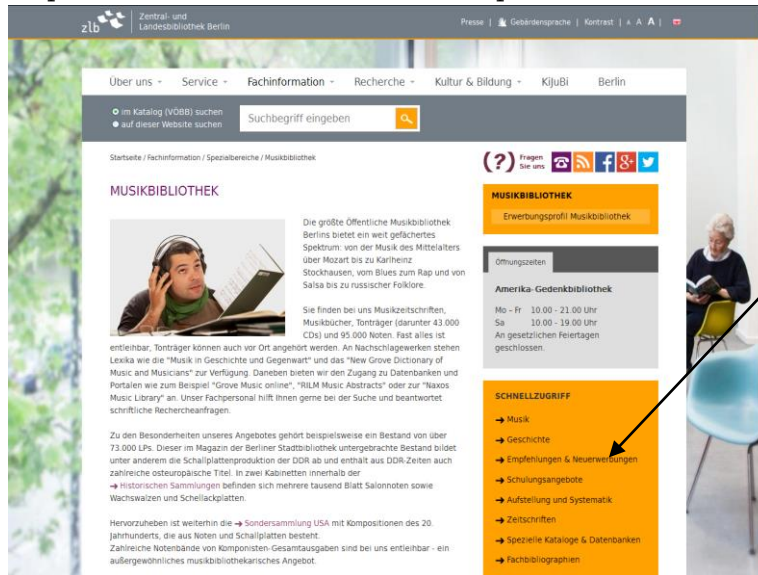 zlb
Zentral- und
Landesbibliothek Berlin
Presse | Gebärdensprache | Kontrast | A A A |
Über uns
Service
Fachinformation
Recherche
Kultur & Bildung
KiJuBi
Berlin
im Katalog (VÖBB) suchen
auf dieser Website suchen
Suchbegriff eingeben
Startseite / Fachinformation / Spezialbereiche / Musikbibliothek
(?) Fragen
Sie uns
f g+
MUSIKBIBLIOTHEK
Die größte Öffentliche Musikbibliothek
Berlins bietet ein weit gefächertes
Spektrum: von der Musik des Mittelalters
über Mozart bis zu Karlheinz
Stockhausen, vom Blues zum Rap und von
Salsa bis zu russischer Folklore.
Sie finden bei uns Musikzeitschriften,
Musikbücher, Tonträger (darunter 43.000
CDs) und 95.000 Noten. Fast alles ist
entleihbar, Tonträger können auch vor Ort angehört werden. An Nachschlagewerken stehen
Lexika wie die "Musik in Geschichte und Gegenwart" und das "New Grove Dictionary of
Music and Musicians" zur Verfügung. Daneben bieten wir den Zugang zu Datenbanken und
Portalen wie zum Beispiel "Grove Music online", "RILM Music Abstracts" oder zur "Naxos
Music Library" an. Unser Fachpersonal hilft Ihnen gerne bei der Suche und beantwortet
schriftliche Rechercheanfragen.
Zu den Besonderheiten unseres Angebotes gehört beispielsweise ein Bestand von über
73.000 LPs. Dieser im Magazin der Berliner Stadtbibliothek untergebrachte Bestand bildet
unter anderem die Schallplattenproduktion der DDR ab und enthält aus DDR-Zeiten auch
zahlreiche osteuropäische Titel. In zwei Kabinetten innerhalb der
→ Historischen Sammlungen befinden sich mehrere tausend Blatt Salonnoten sowie
Wachswalzen und Schellackplatten.
Hervorzuheben ist weiterhin die → Sondersammlung USA mit Kompositionen des 20.
Jahrhunderts, die aus Noten und Schallplatten besteht.
Zahlreiche Notenbände von Komponisten-Gesamtausgaben sind bei uns entleihbar - ein
außergewöhnliches musikbibliothekarisches Angebot.
MUSIKBIBLIOTHEK
Erwerbungsprofil Musikbibliothek
Öffnungszeiten
Amerika-Gedenkbibliothek
Mo – Fr 10.00 - 21.00 Uhr
Sa 10.00 - 19.00 Uhr
An gesetzlichen Feiertagen
geschlossen.
SCHNELLZUGRIFF
→ Musik
→ Geschichte
→ Empfehlungen & Neuerwerbungen
→ Schulungsangebote
→ Aufstellung und Systematik
→ Zeitschriften
→ Spezielle Kataloge & Datenbanken
→ Fachbibliographien